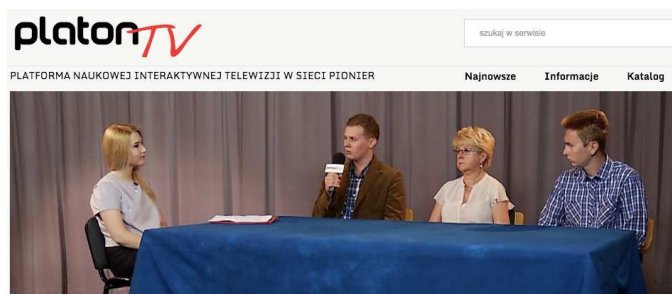 platonTV
szukaj w serwisie
PLATFORMA NAUKOWEJ INTERAKTYWNEJ TELEWIZJI W SIECI PIONIER
Najnowsze Informacje Katalog